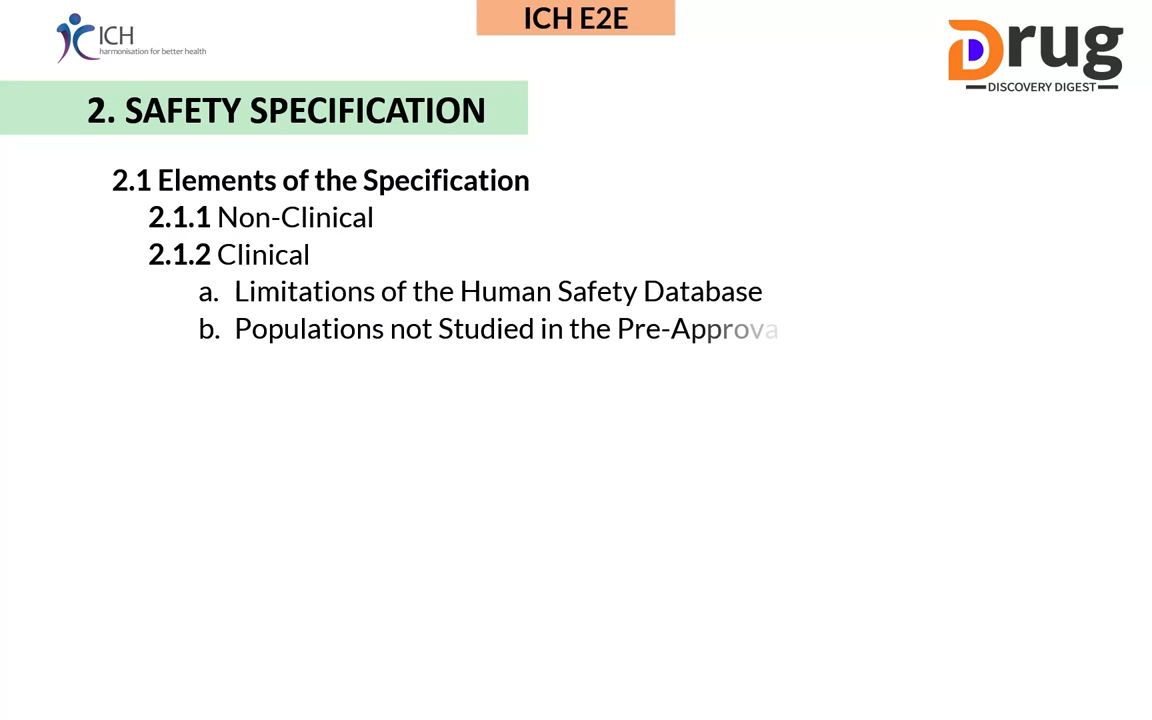 ICH E2E
ICH
harmonisation for better health
Drug
DISCOVERY DIGEST
2. SAFETY SPECIFICATION
2.1 Elements of the Specification
2.1.1 Non-Clinical
2.1.2 Clinical
a. Limitations of the Human Safety Database
b. Populations not Studied in the Pre-Approva